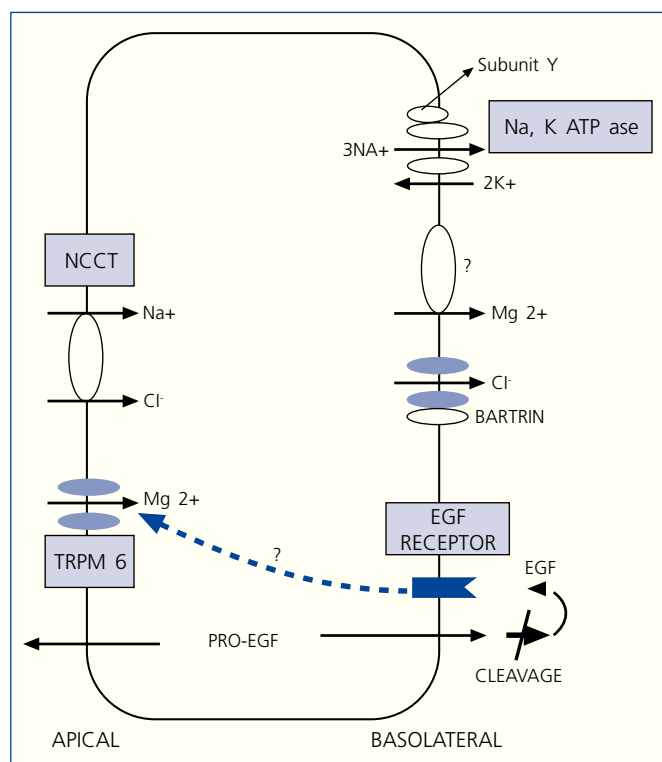 Subunit Y
Na, K ATP ase
3NA+
2K+
NCCT
?
Na+
Mg 2+
Cl-
Cl-
BARTRIN
Mg 2+
EGF
RECEPTOR
TRPM 6
?
EGF
PRO-EGF
CLEAVAGE
APICAL
BASOLATERAL